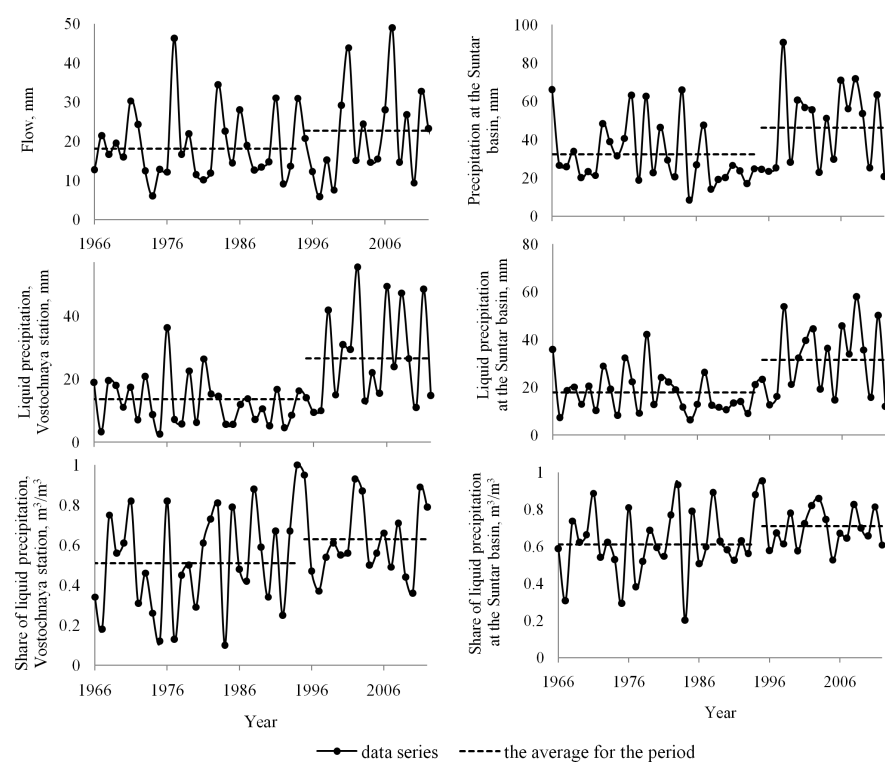 Flow, mm
50
40
30
20
10
0
1966 1976 1986 1996 2006
Precipitation at the Suntar
basin, mm
100
80
60
40
20
0
Liquid precipitation,
Vostochnaya station, mm
40
20
0
Liquid precipitation
at the Suntar basin, mm
80
60
40
20
0
Share of liquid precipitation,
Vostochnaya station, m³/m³
1
0.8
0.6
0.4
0.2
0
1966 1976 1986 1996 2006
Year
Share of liquid precipitation
at the Suntar basin, m³/m³
1
0.8
0.6
0.4
0.2
0
1966 1976 1986 1996 2006
Year
data series the average for the period